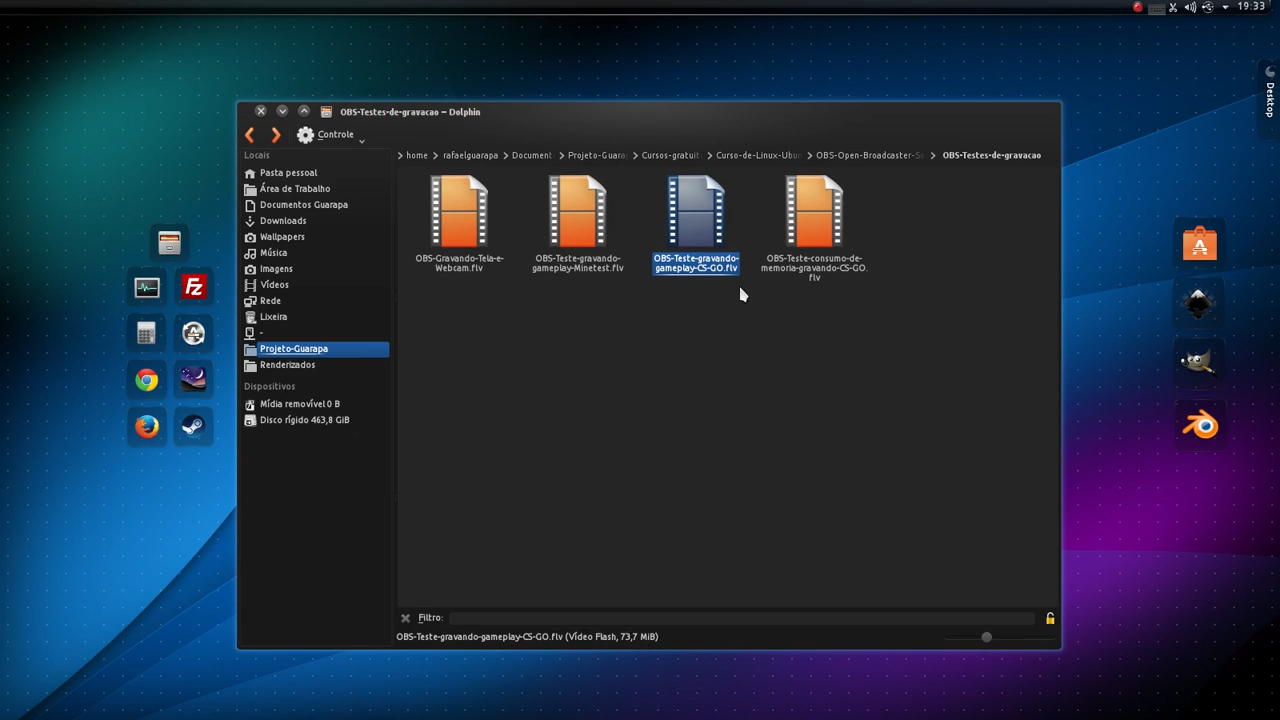 19:33
Desktop
OBS-Testes-de-gravacao – Dolphin
Controle
Locais
home rafaelguarapa Document Projeto-Guara Cursos-gratuit Curso-de-Linux-Ubu OBS-Open-Broadcaster-S OBS-Testes-de-gravacao
Pasta pessoal
Área de Trabalho
Documentos Guarapa
Downloads
Wallpapers
Música
Imagens
Vídeos
Rede
Lixeira
-
Projeto-Guarapa
Renderizados
Dispositivos
Mídia removível 0 B
Disco rígido 463,8 GiB
OBS-Gravando-Tela-e-
Webcam.flv
OBS-Teste-gravando-
gameplay-Minetest.flv
OBS-Teste-gravando-
gameplay-CS-GO.flv
OBS-Teste-consumo-de-
memoria-gravando-CS-GO.
flv
Filtro:
OBS-Teste-gravando-gameplay-CS-GO.flv (Vídeo Flash, 73,7 MiB)